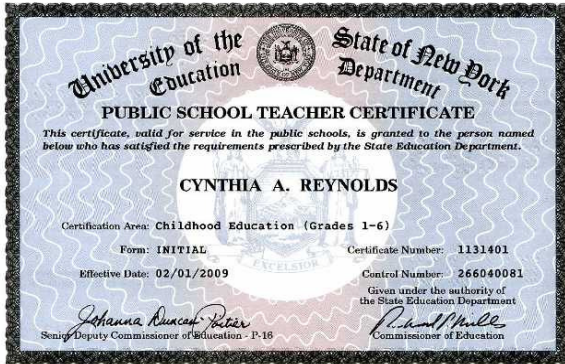 University of the State of New York
Education Department
PUBLIC SCHOOL TEACHER CERTIFICATE
This certificate, valid for service in the public schools, is granted to the person named
below who has satisfied the requirements prescribed by the State Education Department.
CYNTHIA A. REYNOLDS
Certification Area: Childhood Education (Grades 1-6)
Form: INITIAL Certificate Number: 1131401
Effective Date: 02/01/2009 Control Number: 266040081
Given under the authority of
the State Education Department
EXCELSIOR
Johanna Duncan-Poitier
Senior Deputy Commissioner of Education - P-16 Commissioner of Education